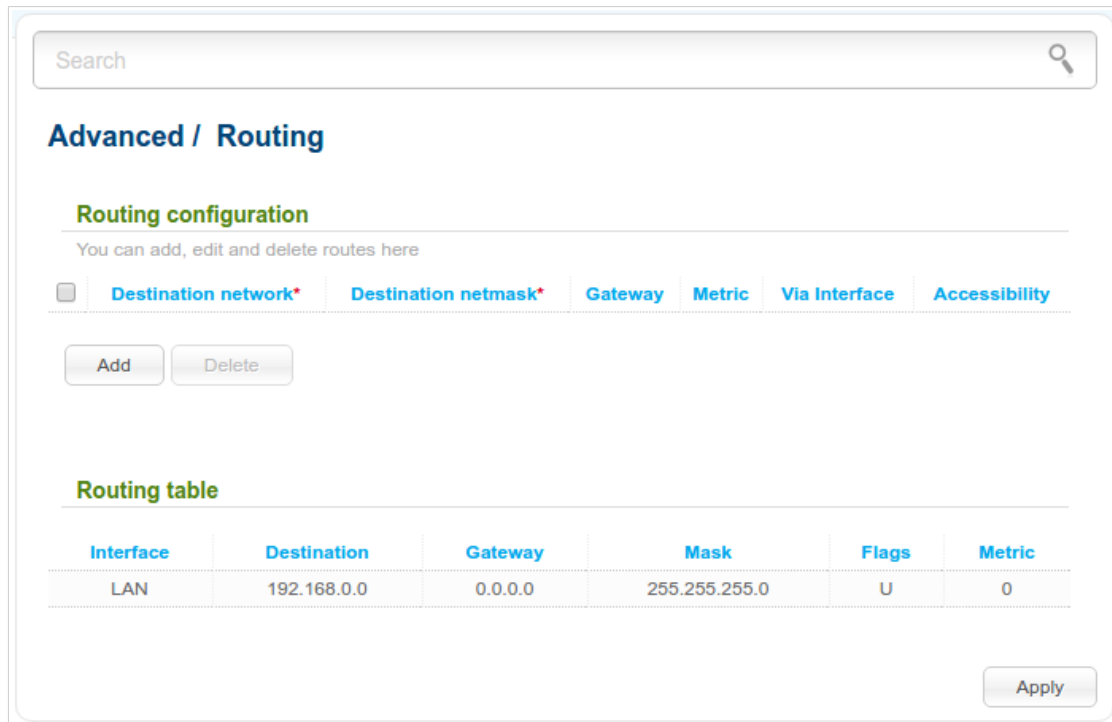 Search
Advanced / Routing
Routing configuration
You can add, edit and delete routes here
Destination network* Destination netmask* Gateway Metric Via Interface Accessibility
Add Delete
Routing table
Interface Destination Gateway Mask Flags Metric
LAN 192.168.0.0 0.0.0.0 255.255.255.0 U 0
Apply